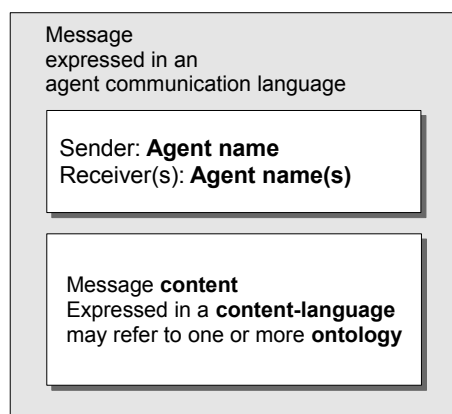 Message
expressed in an
agent communication language
Sender: Agent name
Receiver(s): Agent name(s)
Message content
Expressed in a content-language
may refer to one or more ontology